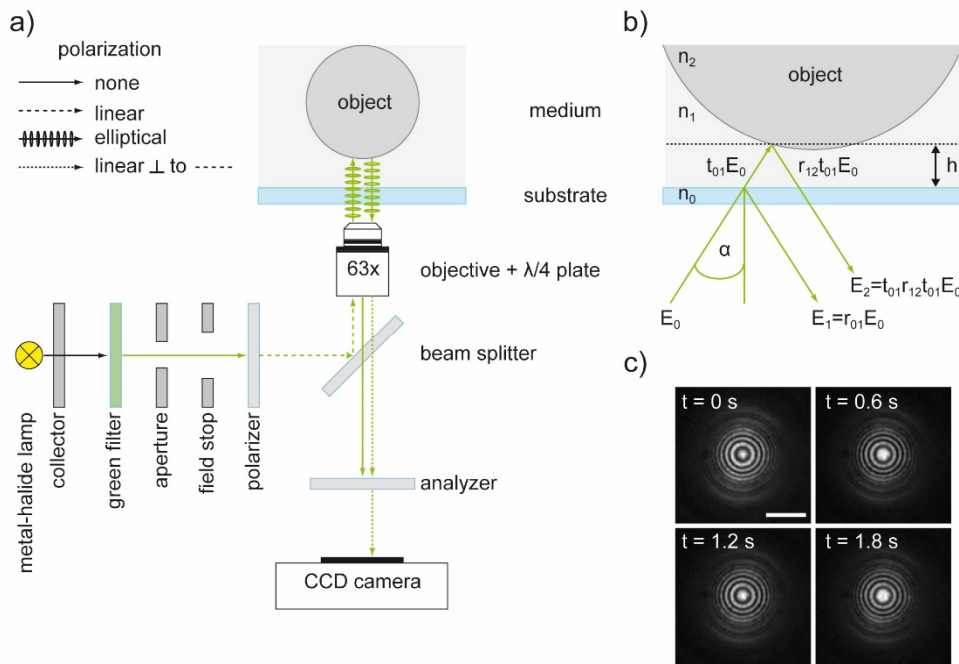 a)
polarization
none
linear
elliptical
linear ⊥ to
object
medium
substrate
63x
objective + λ/4 plate
beam splitter
metal-halide lamp
collector
green filter
aperture
field stop
polarizer
analyzer
CCD camera
b)
n₂
object
n₁
t₀₁E₀
r₁₂t₀₁E₀
h
n₀
α
E₀
E₂=t₀₁r₁₂t₀₁E₀
E₁=r₀₁E₀
c)
t = 0 s
t = 0.6 s
t = 1.2 s
t = 1.8 s